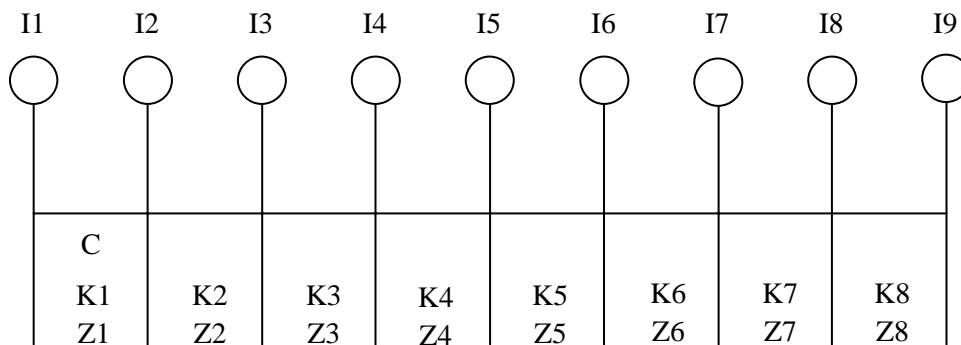 I1 I2 I3 I4 I5 I6 I7 I8 I9
C
K1 K2 K3 K4 K5 K6 K7 K8
Z1 Z2 Z3 Z4 Z5 Z6 Z7 Z8